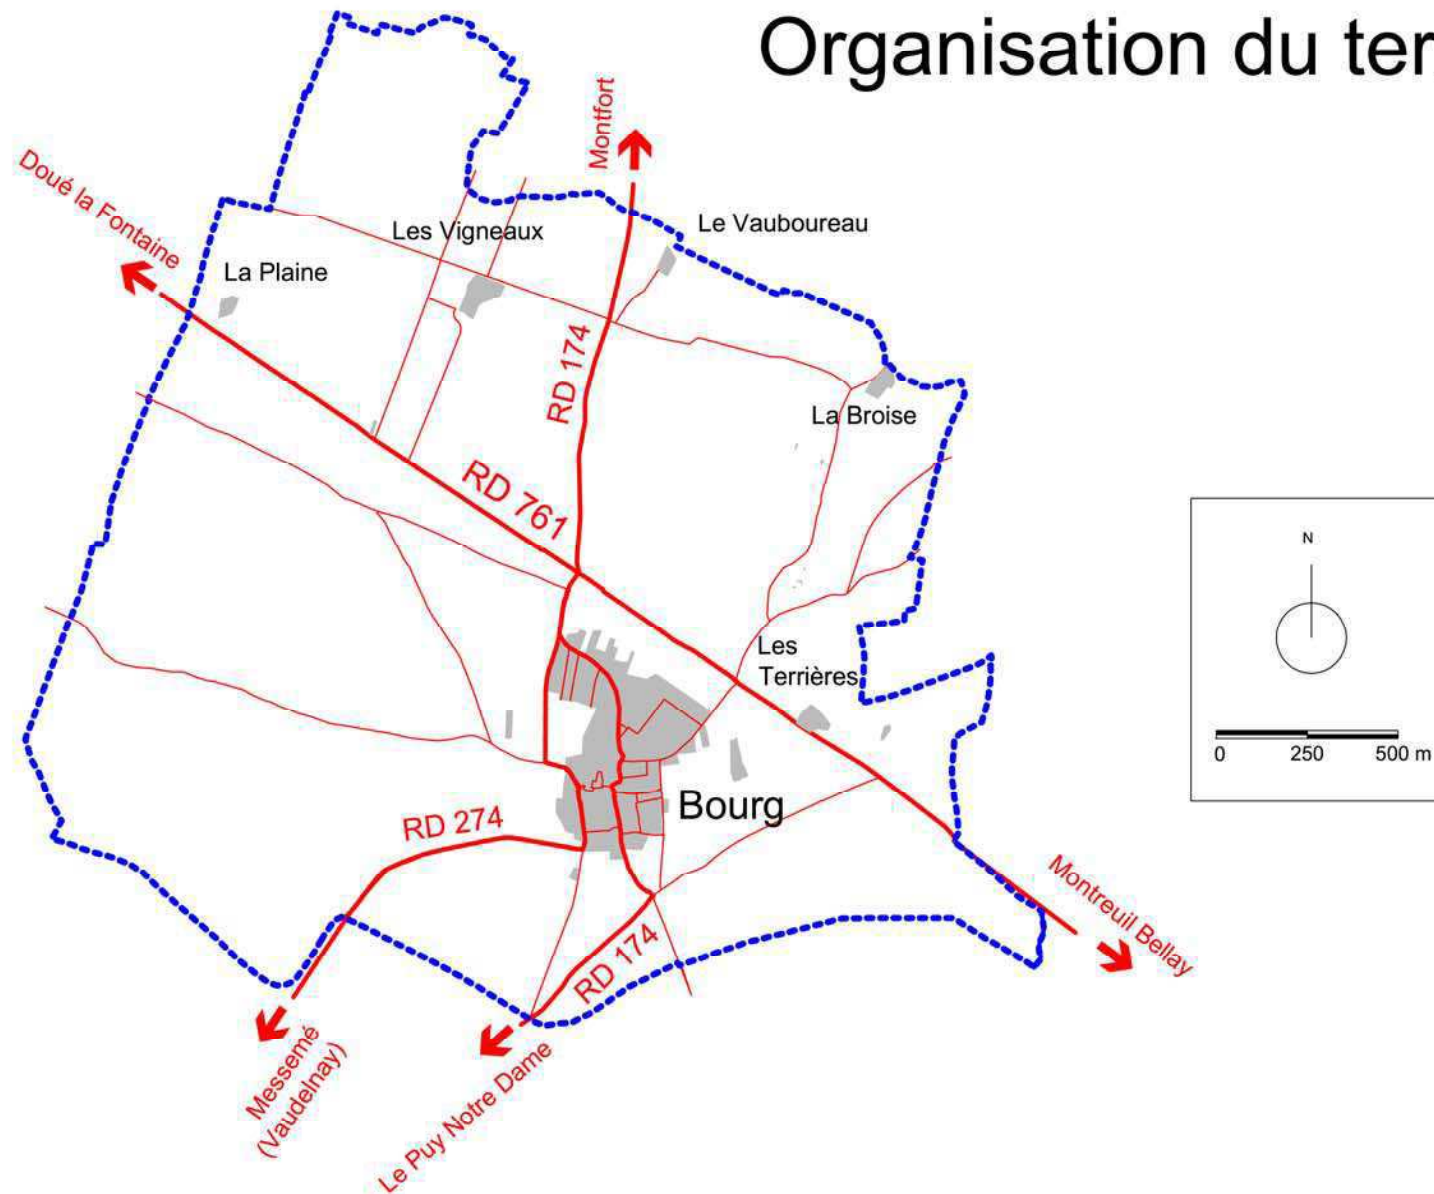 Organisation du ter
Montfort
Doué la Fontaine
Les Vigneaux
Le Vauboureau
La Plaine
RD 174
La Broise
RD 761
N
Les
Terrières
0 250 500 m
Bourg
RD 274
Montreuil Bellay
RD 174
Messemé
(Vaudelnay)
Le Puy Notre Dame